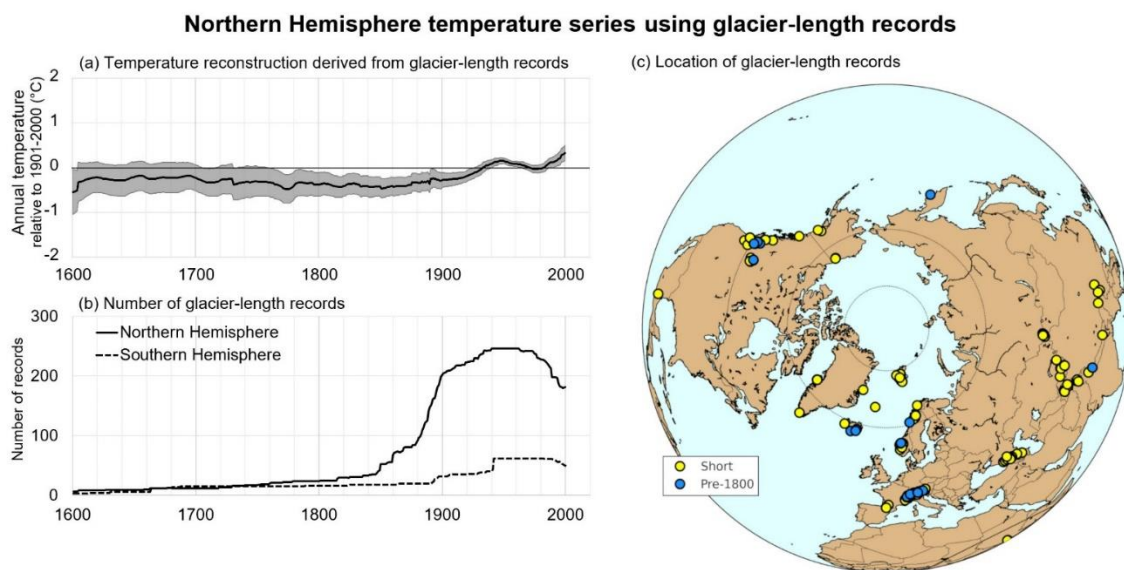 Northern Hemisphere temperature series using glacier-length records
(a) Temperature reconstruction derived from glacier-length records
Annual temperature
relative to 1901-2000 (°C)
2
1
0
-1
-2
1600 1700 1800 1900 2000
(b) Number of glacier-length records
Number of records
300
200
100
0
Northern Hemisphere
Southern Hemisphere
1600 1700 1800 1900 2000
(c) Location of glacier-length records
Short
Pre-1800